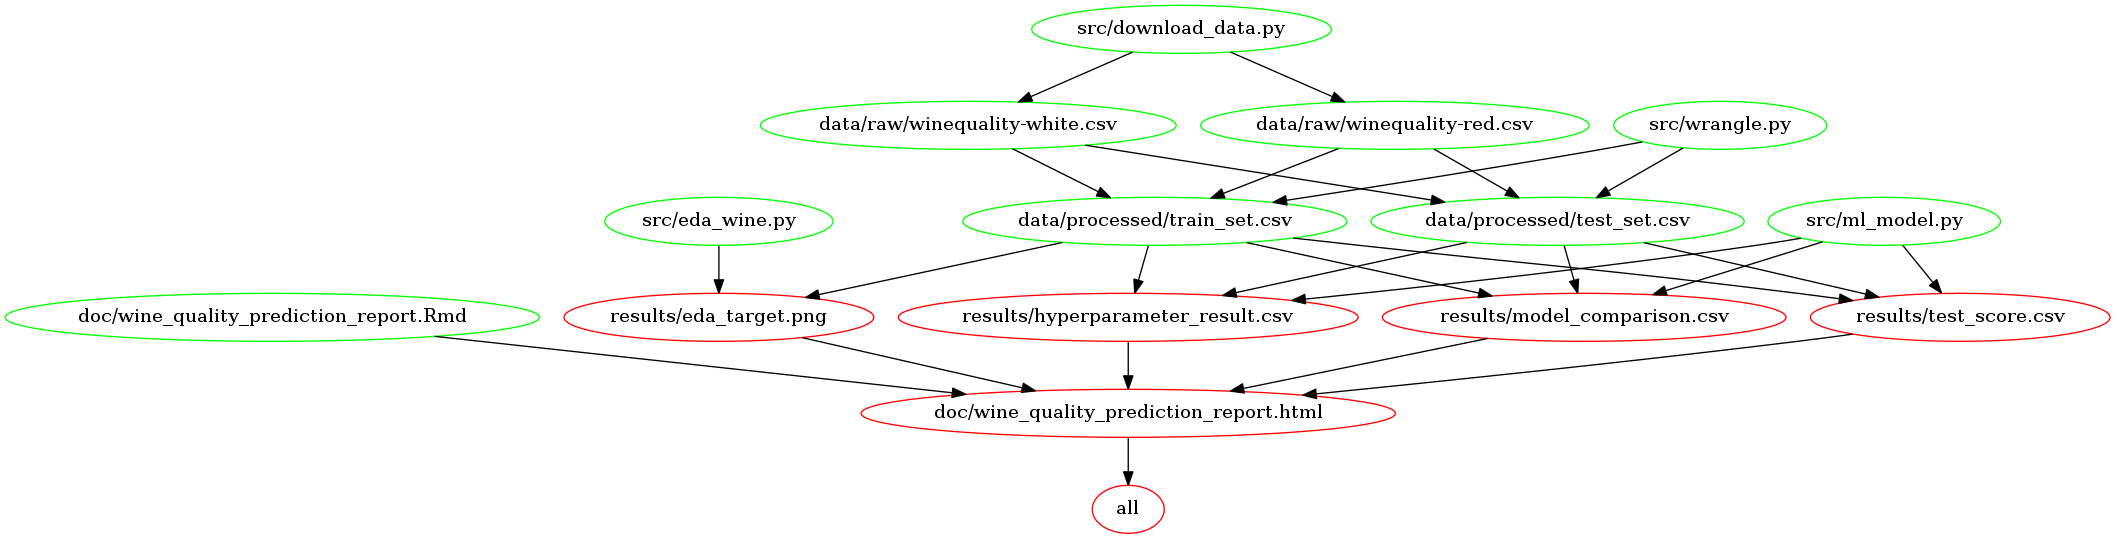 src/download_data.py
data/raw/winequality-white.csv
data/raw/winequality-red.csv
src/wrangle.py
src/eda_wine.py
data/processed/train_set.csv
data/processed/test_set.csv
src/ml_model.py
doc/wine_quality_prediction_report.Rmd
results/eda_target.png
results/hyperparameter_result.csv
results/model_comparison.csv
results/test_score.csv
doc/wine_quality_prediction_report.html
all